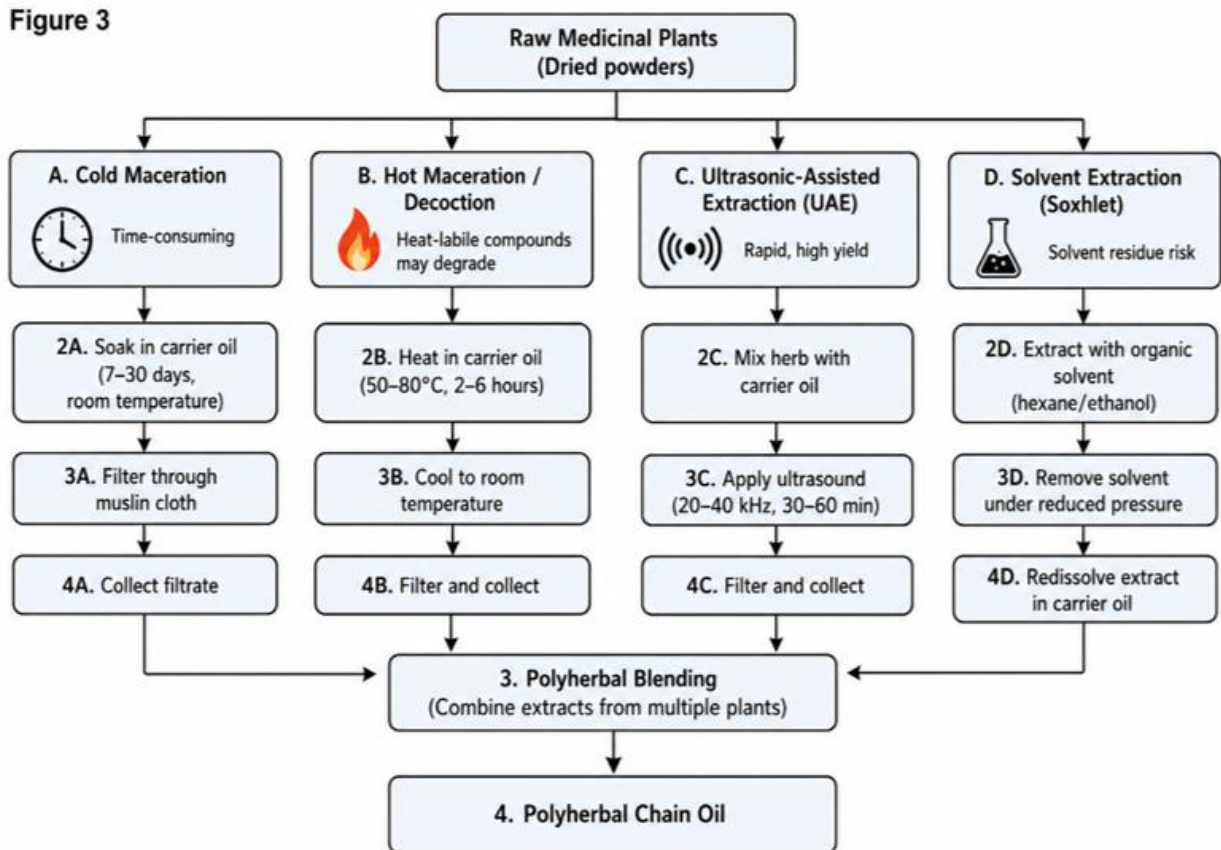 Figure 3
Raw Medicinal Plants
(Dried powders)
A. Cold Maceration
Time-consuming
B. Hot Maceration /
Decoction
Heat-labile compounds
may degrade
C. Ultrasonic-Assisted
Extraction (UAE)
Rapid, high yield
D. Solvent Extraction
(Soxhlet)
Solvent residue risk
2A. Soak in carrier oil
(7–30 days,
room temperature)
2B. Heat in carrier oil
(50–80°C, 2–6 hours)
2C. Mix herb with
carrier oil
2D. Extract with organic
solvent
(hexane/ethanol)
3A. Filter through
muslin cloth
3B. Cool to room
temperature
3C. Apply ultrasound
(20–40 kHz, 30–60 min)
3D. Remove solvent
under reduced pressure
4A. Collect filtrate
4B. Filter and collect
4C. Filter and collect
4D. Redissolve extract
in carrier oil
3. Polyherbal Blending
(Combine extracts from multiple plants)
4. Polyherbal Chain Oil